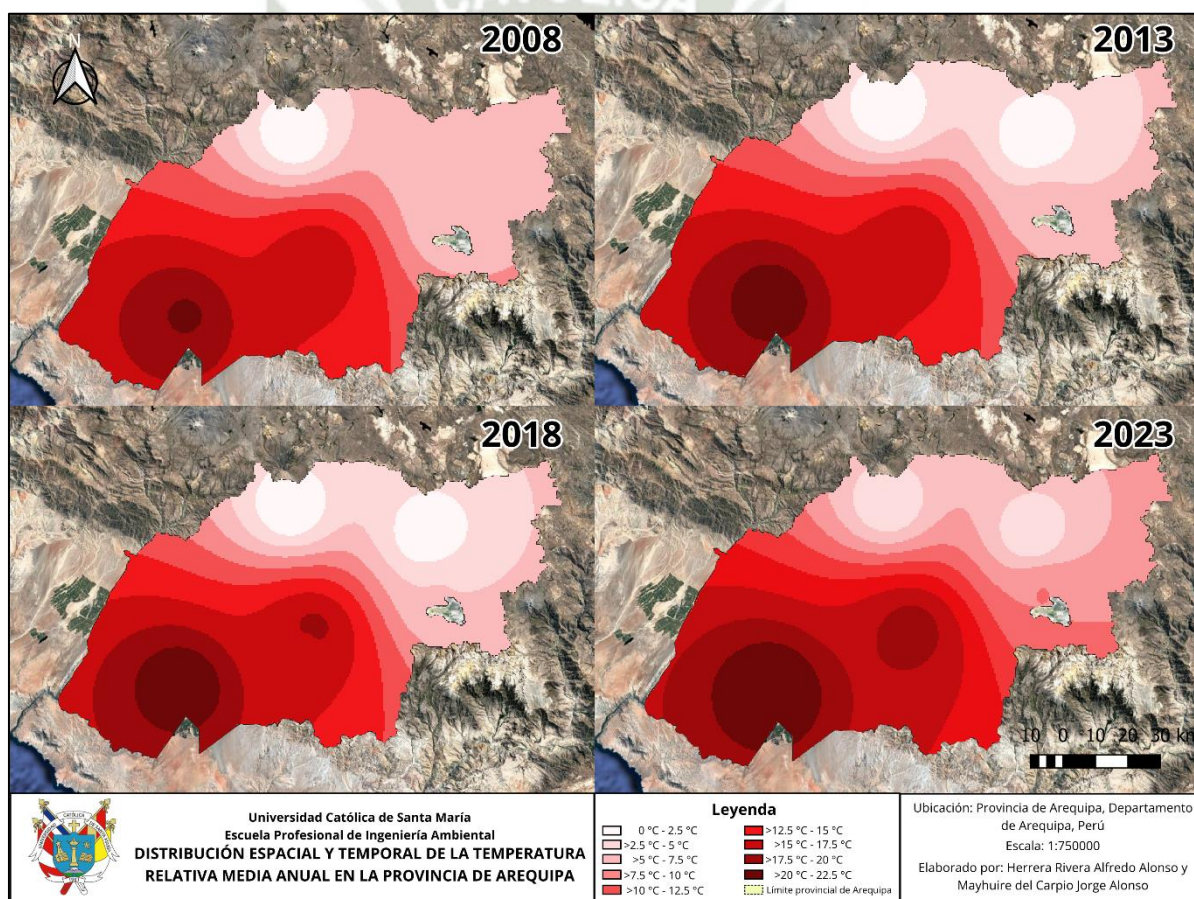 CATÓLICA
2008
2013
N
2018
2023
10 0 10 20 30 km
Universidad Católica de Santa María
Escuela Profesional de Ingeniería Ambiental
DISTRIBUCIÓN ESPACIAL Y TEMPORAL DE LA TEMPERATURA
RELATIVA MEDIA ANUAL EN LA PROVINCIA DE AREQUIPA
Leyenda
0 °C - 2.5 °C
>2.5 °C - 5 °C
>5 °C - 7.5 °C
>7.5 °C - 10 °C
>10 °C - 12.5 °C
>12.5 °C - 15 °C
>15 °C - 17.5 °C
>17.5 °C - 20 °C
>20 °C - 22.5 °C
Límite provincial de Arequipa
Ubicación: Provincia de Arequipa, Departamento
de Arequipa, Perú
Escala: 1:750000
Elaborado por: Herrera Rivera Alfredo Alonso y
Mayhuire del Carpio Jorge Alonso